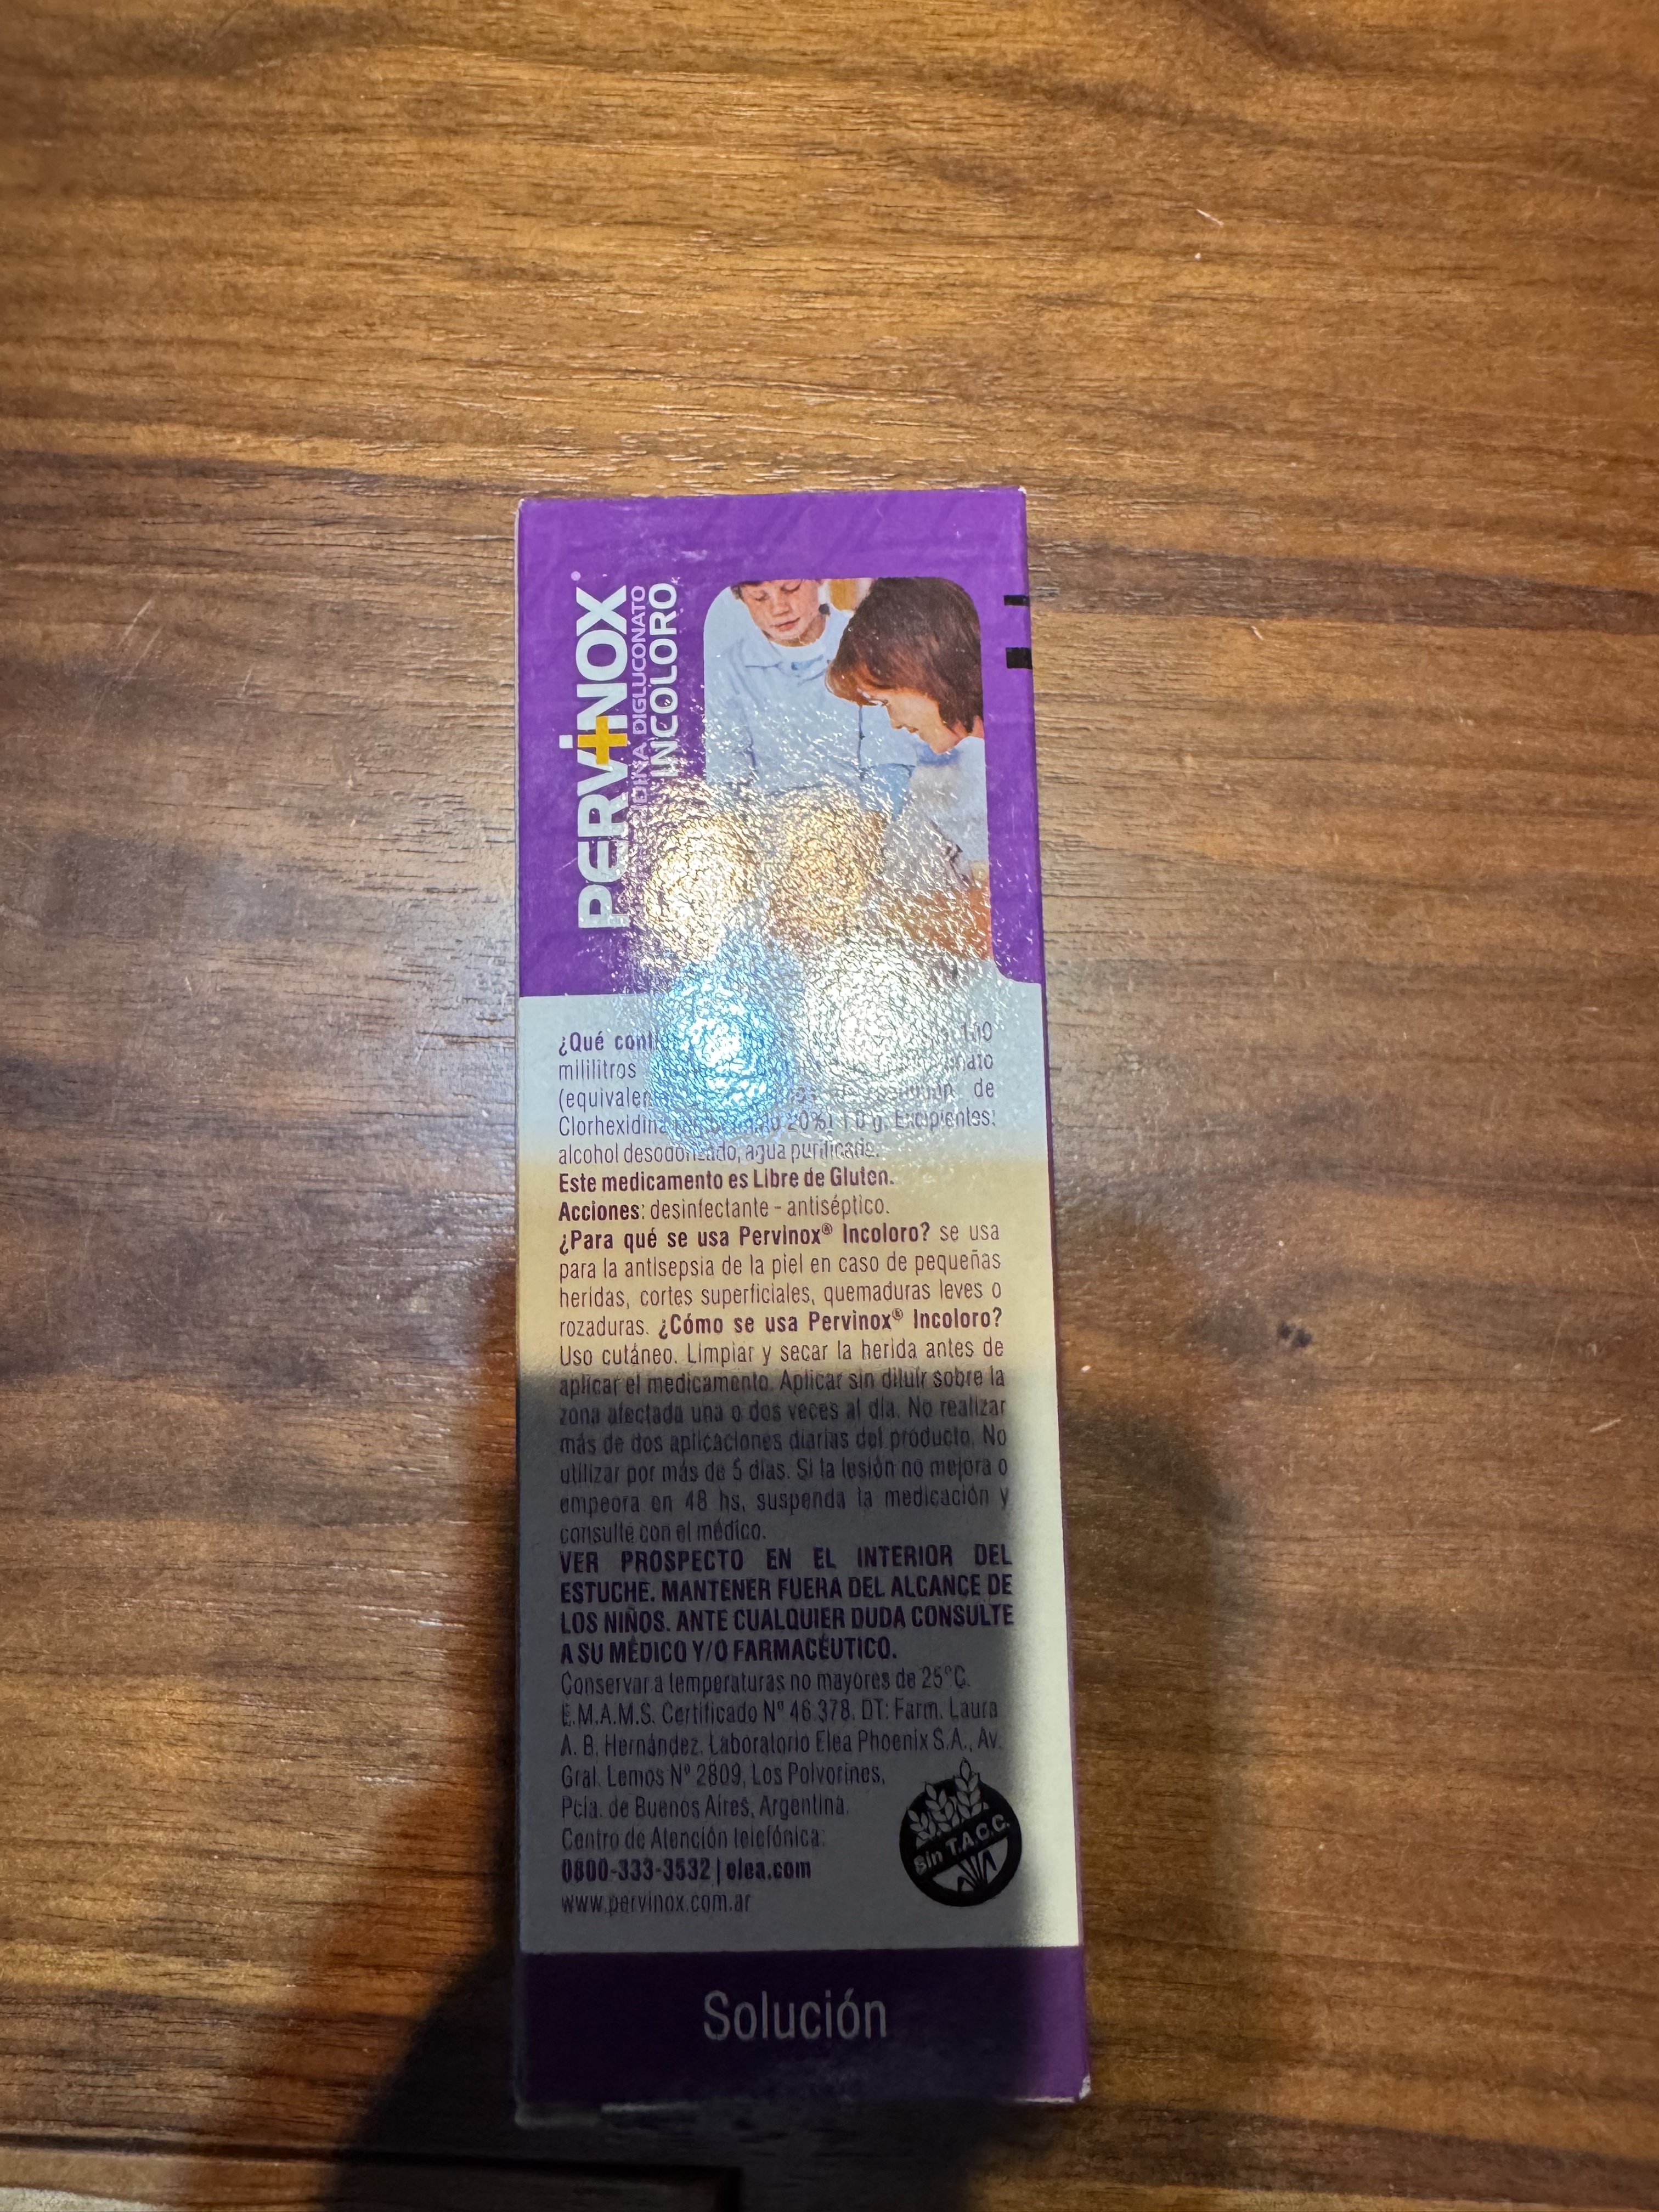 PERVINOX®
DIGLUCONATO
INCOLORO
¿Qué 100
mililitros
de
Clorhexidina 20%) 1,0 g. Excipientes:
alcohol desodorizado, agua purificada.
Este medicamento es Libre de Gluten.
Acciones: desinfectante - antiséptico.
¿Para qué se usa Pervinox® Incoloro? se usa
para la antisepsia de la piel en caso de pequeñas
heridas, cortes superficiales, quemaduras leves o
rozaduras. ¿Cómo se usa Pervinox® Incoloro?
Uso cutáneo. Limpiar y secar la herida antes de
aplicar el medicamento. Aplicar sin diluir sobre la
zona afectada una o dos veces al día. No realizar
más de dos aplicaciones diarias del producto. No
utilizar por más de 5 días. Si la lesión no mejora o
empeora en 48 hs, suspenda la medicación y
consulte con el médico.
VER PROSPECTO EN EL INTERIOR DEL
ESTUCHE. MANTENER FUERA DEL ALCANCE DE
LOS NIÑOS. ANTE CUALQUIER DUDA CONSULTE
A SU MÉDICO Y/O FARMACÉUTICO.
Conservar a temperaturas no mayores de 25°C.
E.M.A.M.S. Certificado Nº 46.378. DT: Farm. Laura
A. B. Hernández. Laboratorio Elea Phoenix S.A., Av.
Gral. Lemos Nº 2809, Los Polvorines,
Pcia. de Buenos Aires, Argentina.
Centro de Atención telefónica:
0800-333-3532 | elea.com
www.pervinox.com.ar
Sin T.A.C.C.
Solución